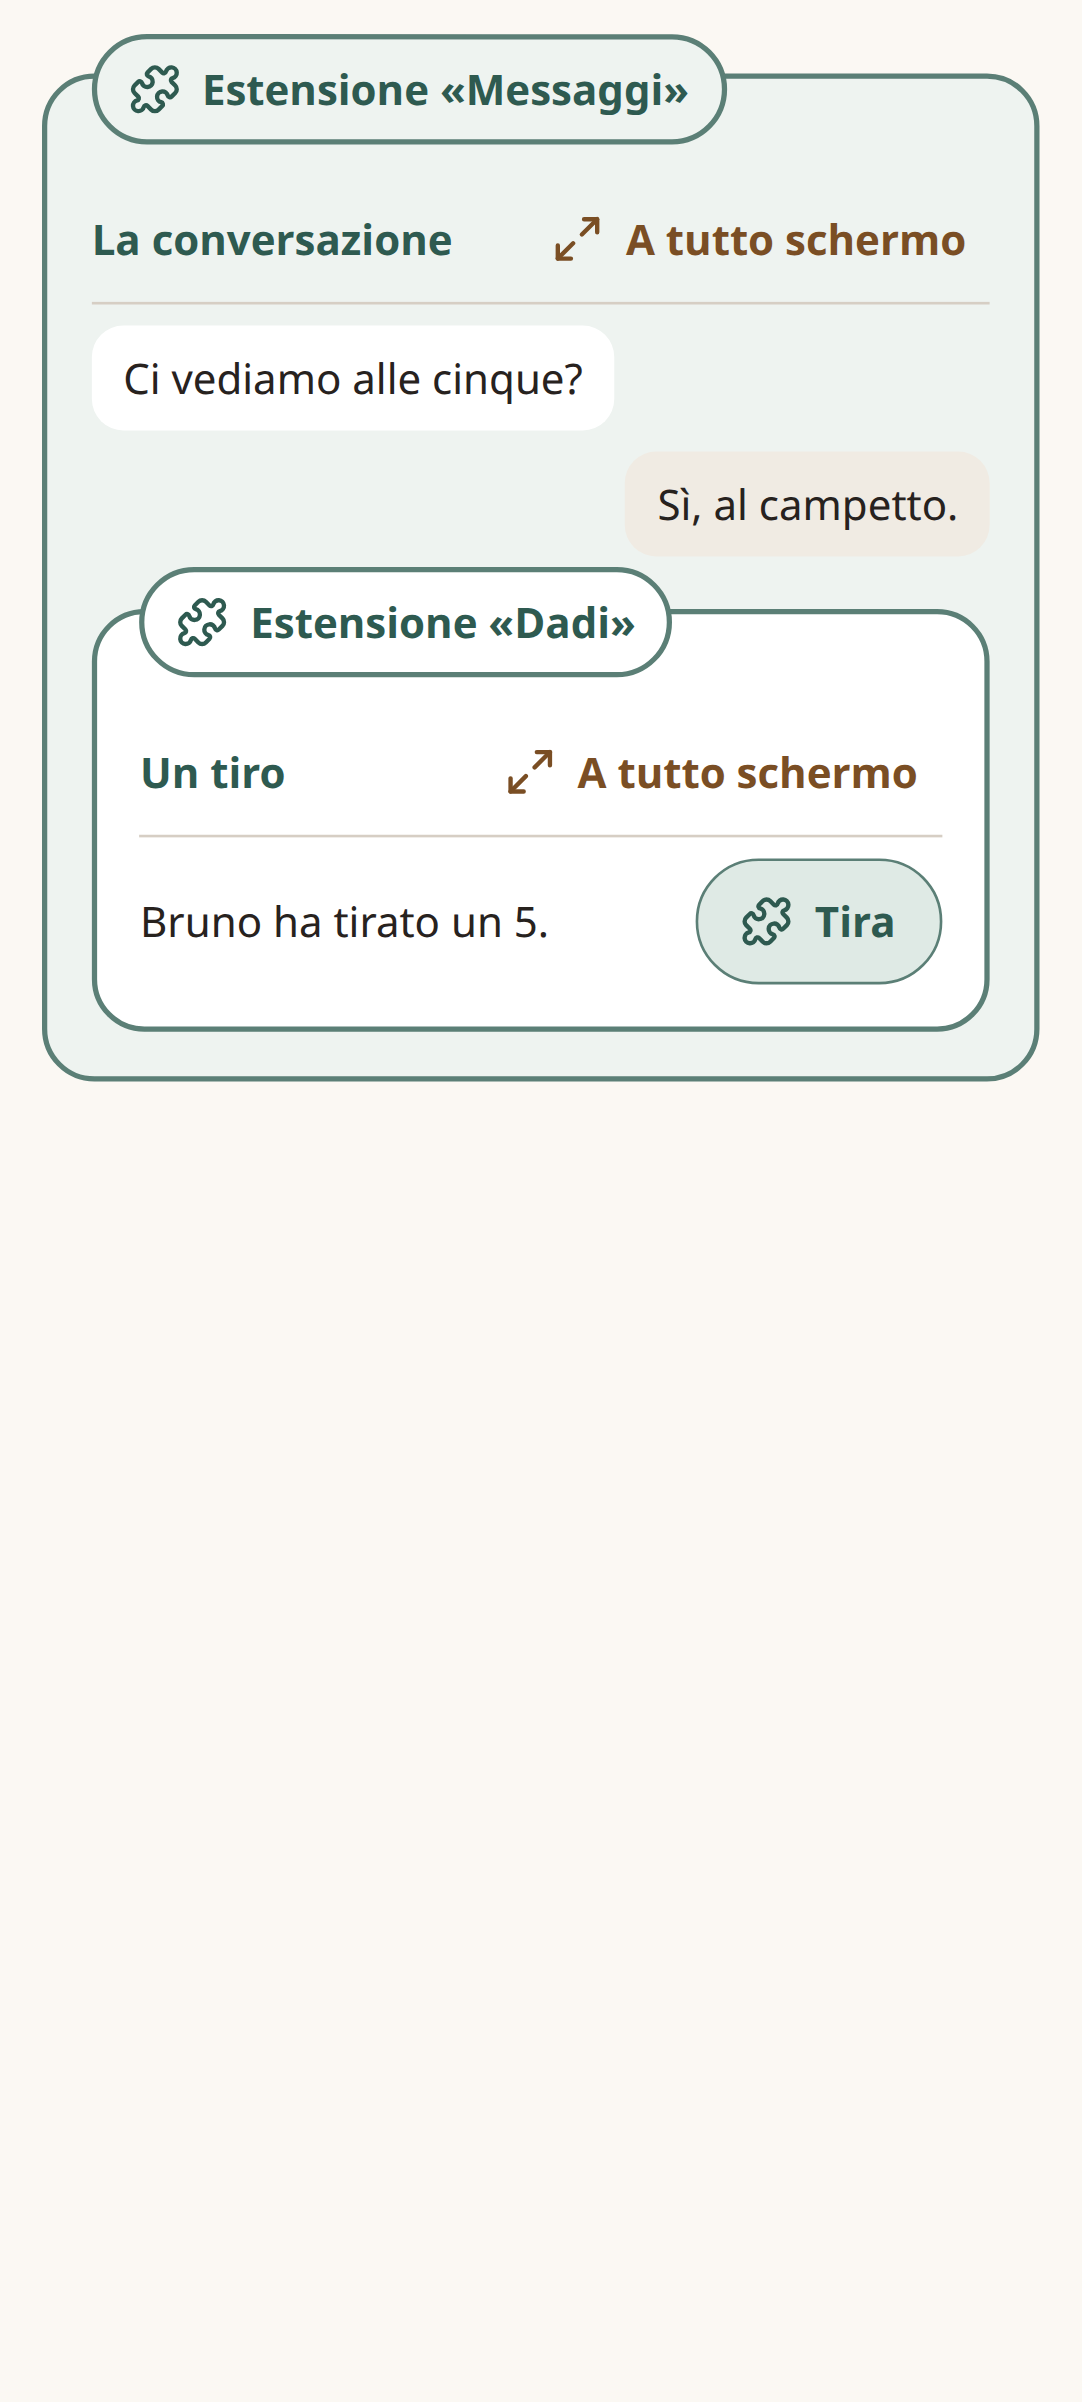 Estensione «Messaggi»
La conversazione
A tutto schermo
Ci vediamo alle cinque?
Sì, al campetto.
Estensione «Dadi»
Un tiro
A tutto schermo
Bruno ha tirato un 5.
Tira